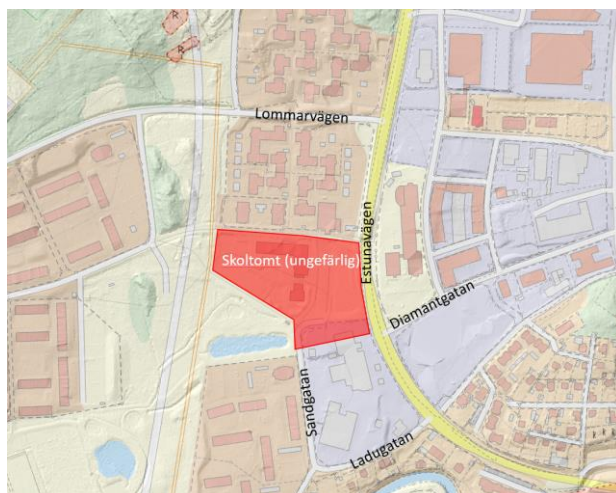 Lommarvägen
Estunavägen
Skoltomt (ungefärlig)
Diamantgatan
Sandgatan
Ladugatan